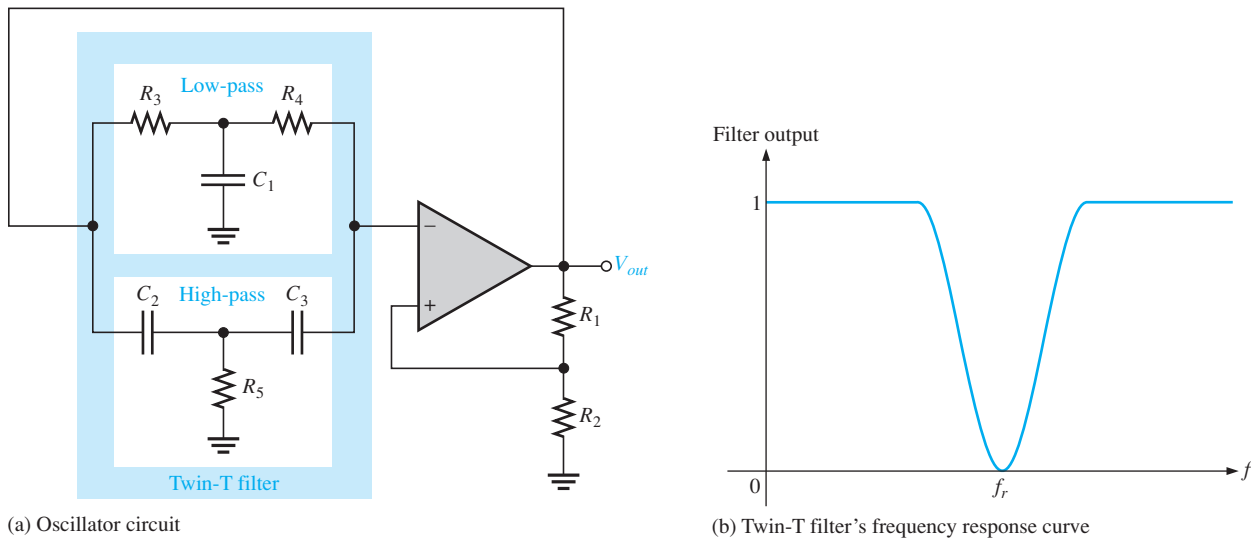 Low-pass
R3 R4
C1
High-pass
C2 C3
R5
Twin-T filter
−
+
Vout
R1
R2
(a) Oscillator circuit
Filter output
1
0
fr
f
(b) Twin-T filter’s frequency response curve